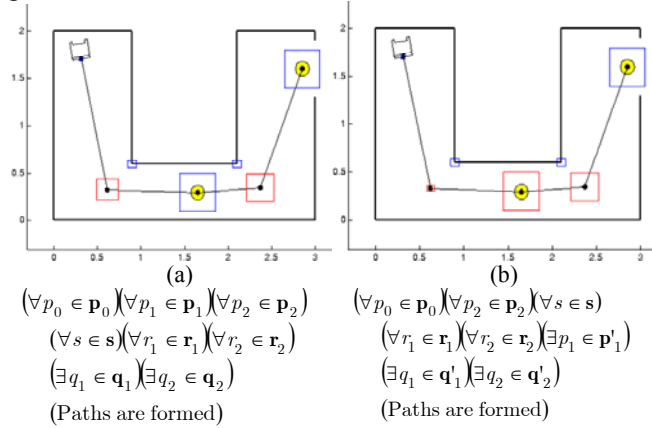 2
1.5
1
0.5
0
0 0.5 1 1.5 2 2.5 3
(a)
2
1.5
1
0.5
0
0 0.5 1 1.5 2 2.5 3
(b)
(∀p₀ ∈ 𝐩₀)(∀p₁ ∈ 𝐩₁)(∀p₂ ∈ 𝐩₂)
(∀s ∈ 𝐬)(∀r₁ ∈ 𝐫₁)(∀r₂ ∈ 𝐫₂)
(∃q₁ ∈ 𝐪₁)(∃q₂ ∈ 𝐪₂)
(Paths are formed)
(∀p₀ ∈ 𝐩₀)(∀p₂ ∈ 𝐩₂)(∀s ∈ 𝐬)
(∀r₁ ∈ 𝐫₁)(∀r₂ ∈ 𝐫₂)(∃p₁ ∈ 𝐩'₁)
(∃q₁ ∈ 𝐪'₁)(∃q₂ ∈ 𝐪'₂)
(Paths are formed)